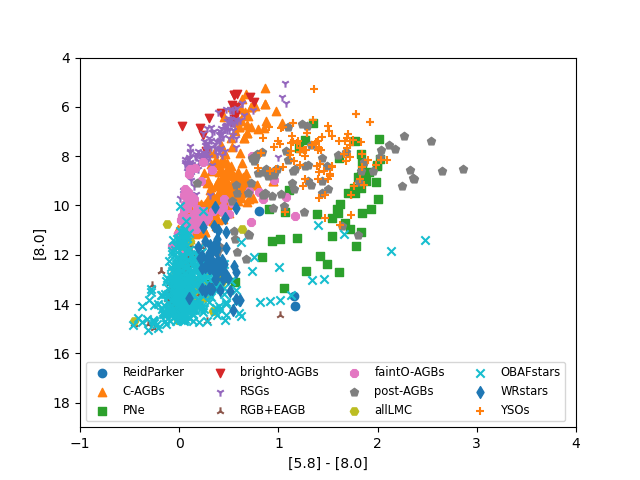 4
6
8
10
12
14
16
18
[8.0]
ReidParker brightO-AGBs faintO-AGBs OBAFstars
C-AGBs RSGs post-AGBs WRstars
PNe RGB+EAGB allLMC YSOs
−1 0 1 2 3 4
[5.8] - [8.0]